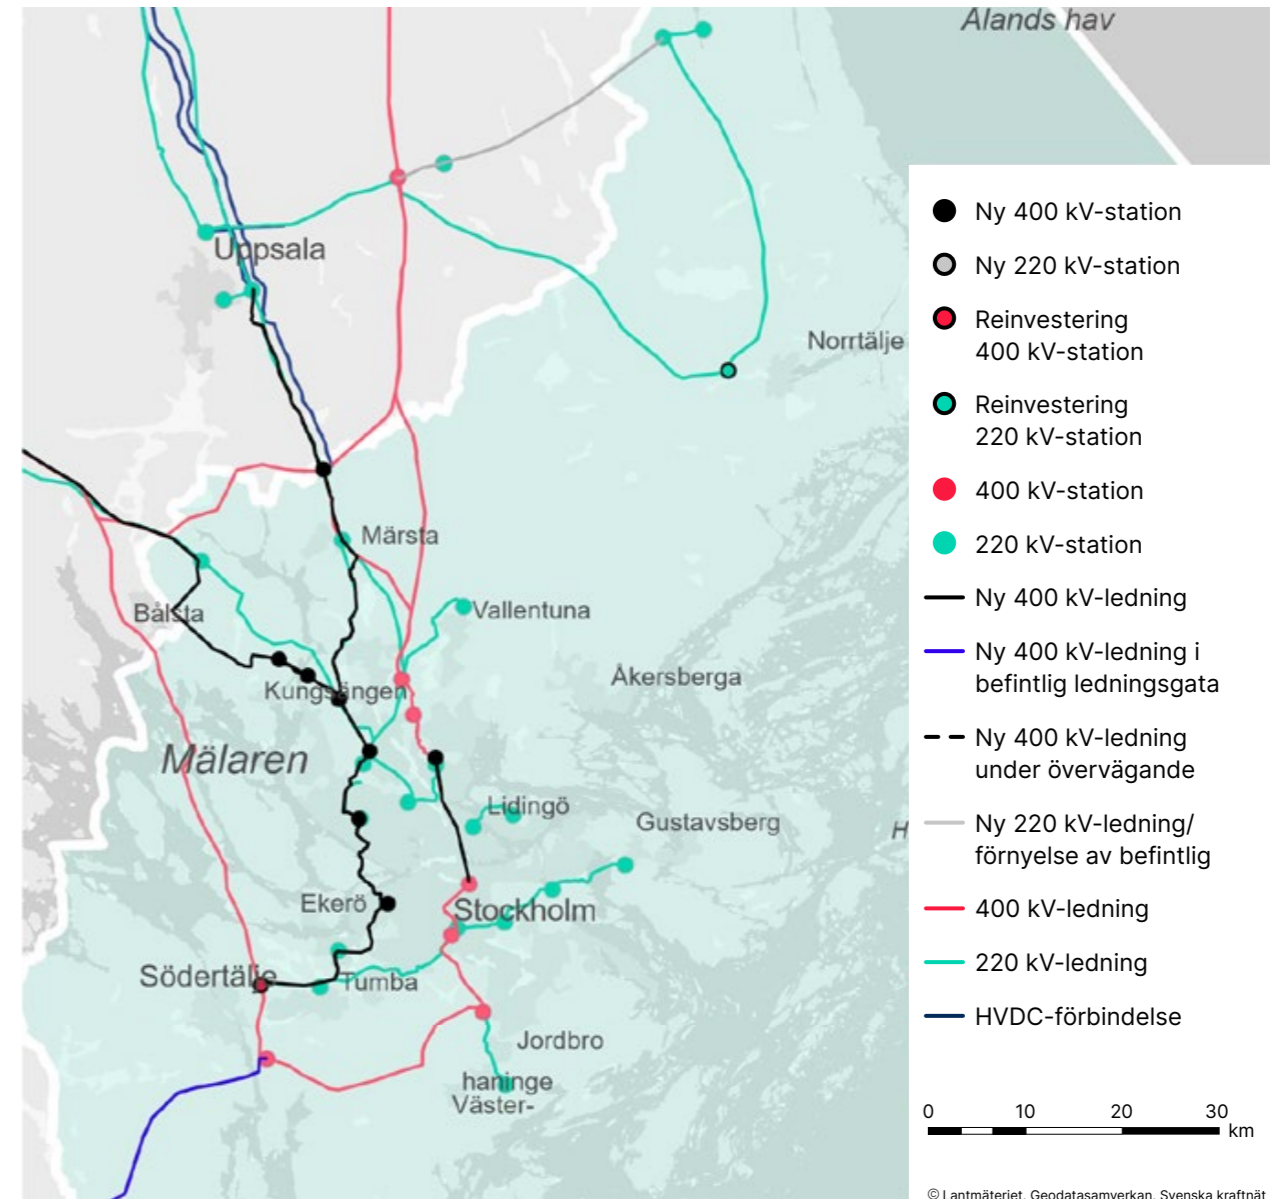 Ålands hav
Uppsala
Norrtälje
Märsta
Bålsta
Vallentuna
Kungsängen
Åkersberga
Mälaren
Lidingö
Gustavsberg
H
Ekerö
Stockholm
Södertälje
Tumba
Jordbro
haninge
Väster-
Ny 400 kV-station
Ny 220 kV-station
Reinvestering
400 kV-station
Reinvestering
220 kV-station
400 kV-station
220 kV-station
Ny 400 kV-ledning
Ny 400 kV-ledning i
befintlig ledningsgata
Ny 400 kV-ledning
under övervägande
Ny 220 kV-ledning/
förnyelse av befintlig
400 kV-ledning
220 kV-ledning
HVDC-förbindelse
0 10 20 30
km
© Lantmäteriet, Geodatasamverkan, Svenska kraftnät